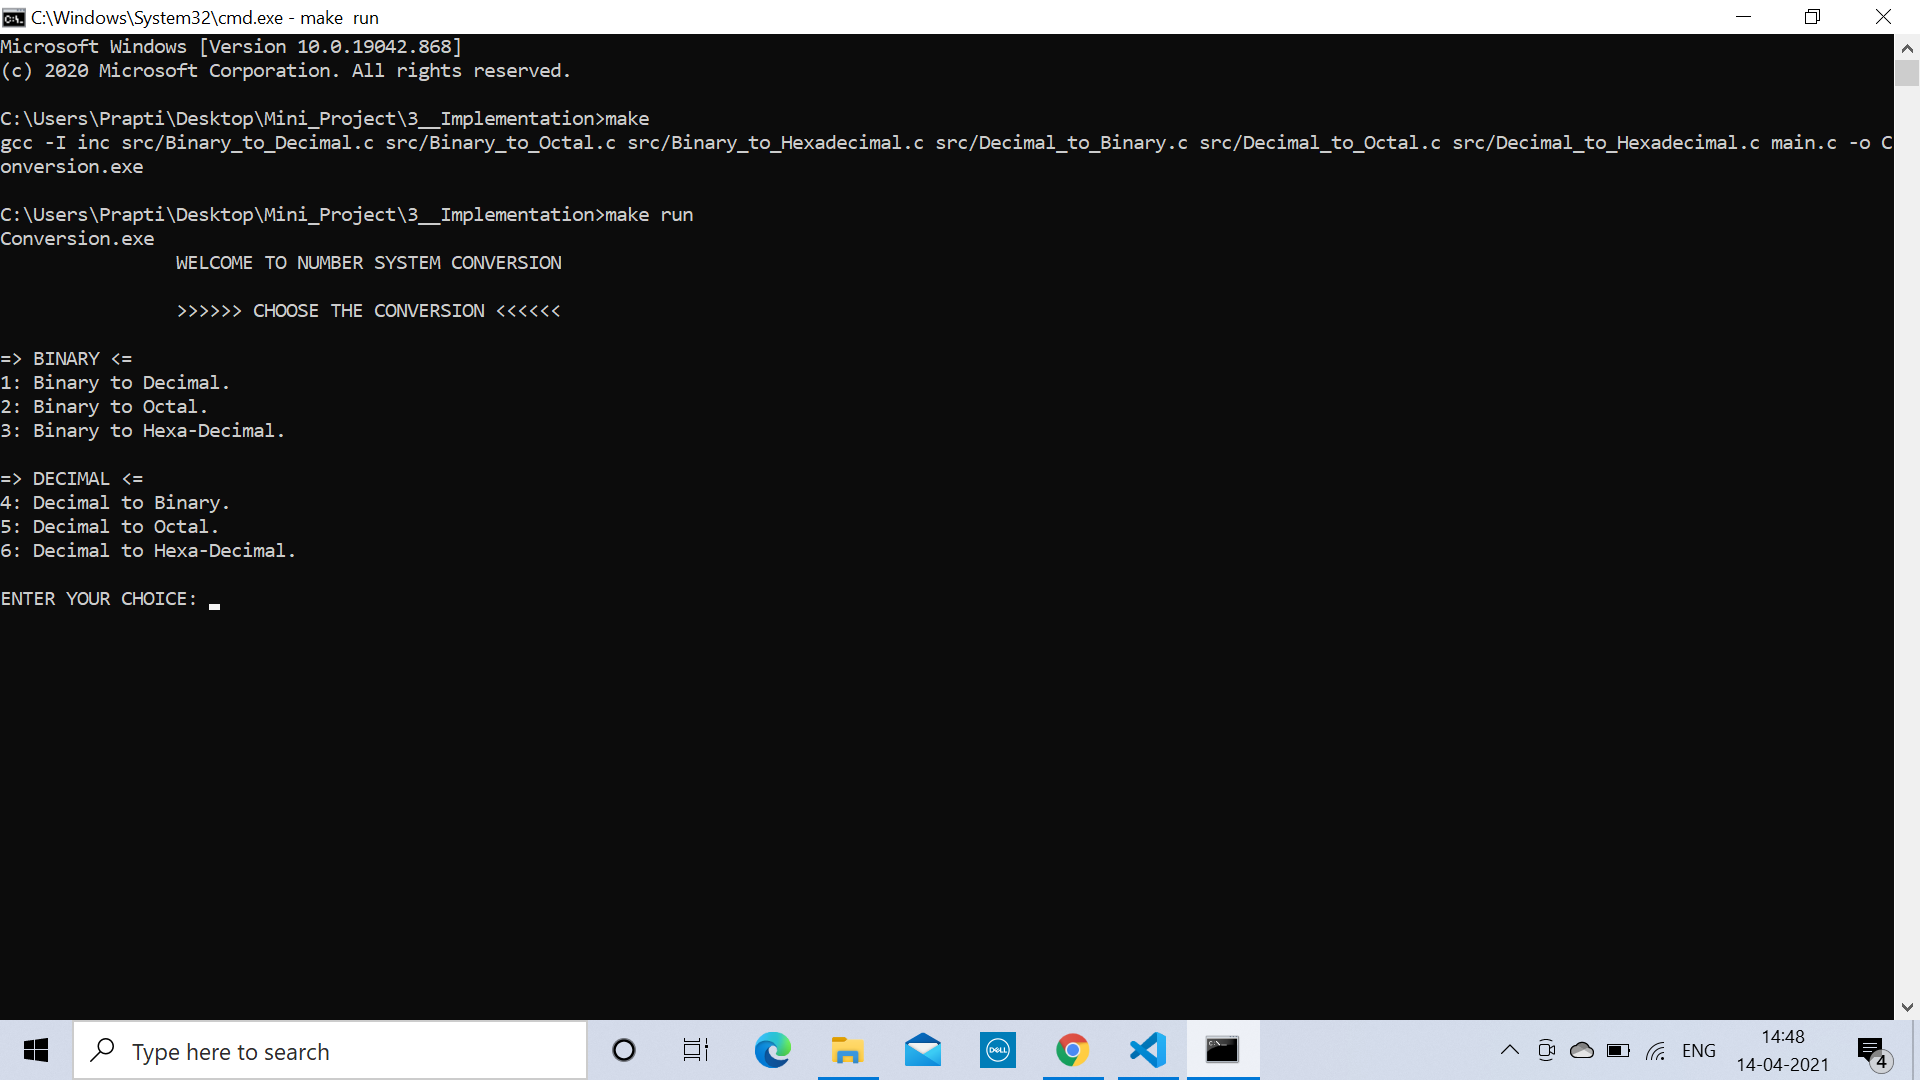 C:\Windows\System32\cmd.exe - make  run
Microsoft Windows [Version 10.0.19042.868]
(c) 2020 Microsoft Corporation. All rights reserved.
C:\Users\Prapti\Desktop\Mini_Project\3__Implementation>make
gcc -I inc src/Binary_to_Decimal.c src/Binary_to_Octal.c src/Binary_to_Hexadecimal.c src/Decimal_to_Binary.c src/Decimal_to_Octal.c src/Decimal_to_Hexadecimal.c main.c -o C
onversion.exe
C:\Users\Prapti\Desktop\Mini_Project\3__Implementation>make run
Conversion.exe
WELCOME TO NUMBER SYSTEM CONVERSION
>>>>>> CHOOSE THE CONVERSION <<<<<<
=> BINARY <=
1: Binary to Decimal.
2: Binary to Octal.
3: Binary to Hexa-Decimal.
=> DECIMAL <=
4: Decimal to Binary.
5: Decimal to Octal.
6: Decimal to Hexa-Decimal.
ENTER YOUR CHOICE:
Type here to search
DELL
ENG
14:48
14-04-2021
4